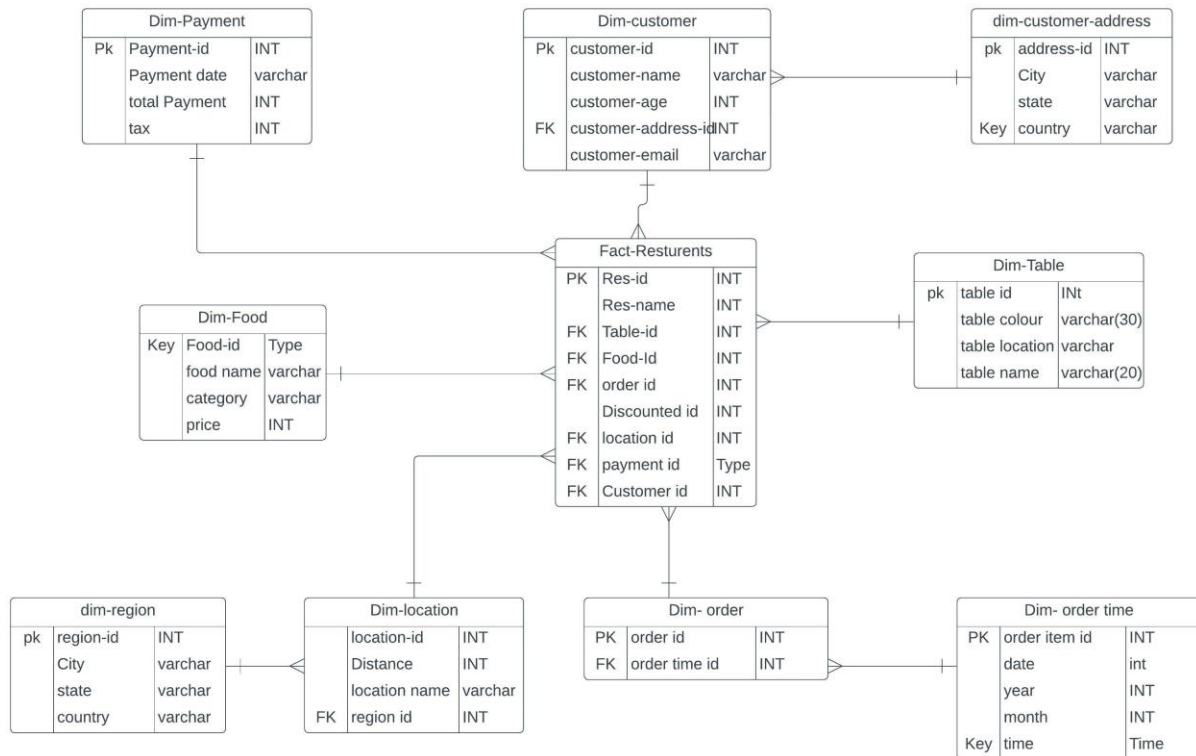 Dim-Payment
Pk Payment-id INT
Payment date varchar
total Payment INT
tax INT
Dim-customer
Pk customer-id INT
customer-name varchar
customer-age INT
FK customer-address-id INT
customer-email varchar
dim-customer-address
pk address-id INT
City varchar
state varchar
Key country varchar
Fact-Resturents
PK Res-id INT
Res-name INT
FK Table-id INT
FK Food-Id INT
FK order id INT
Discounted id INT
FK location id INT
FK payment id Type
FK Customer id INT
Dim-Table
pk table id INt
table colour varchar(30)
table location varchar
table name varchar(20)
Dim-Food
Key Food-id Type
food name varchar
category varchar
price INT
dim-region
pk region-id INT
City varchar
state varchar
country varchar
Dim-location
location-id INT
Distance INT
location name varchar
FK region id INT
Dim- order
PK order id INT
FK order time id INT
Dim- order time
PK order item id INT
date int
year INT
month INT
Key time Time